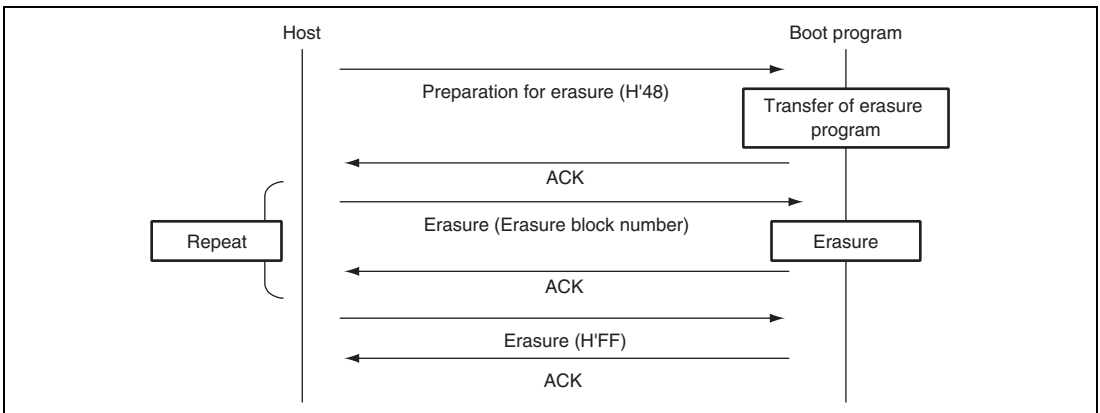 Host
Boot program
Preparation for erasure (H'48)
Transfer of erasure
program
ACK
Erasure (Erasure block number)
Repeat
Erasure
ACK
Erasure (H'FF)
ACK